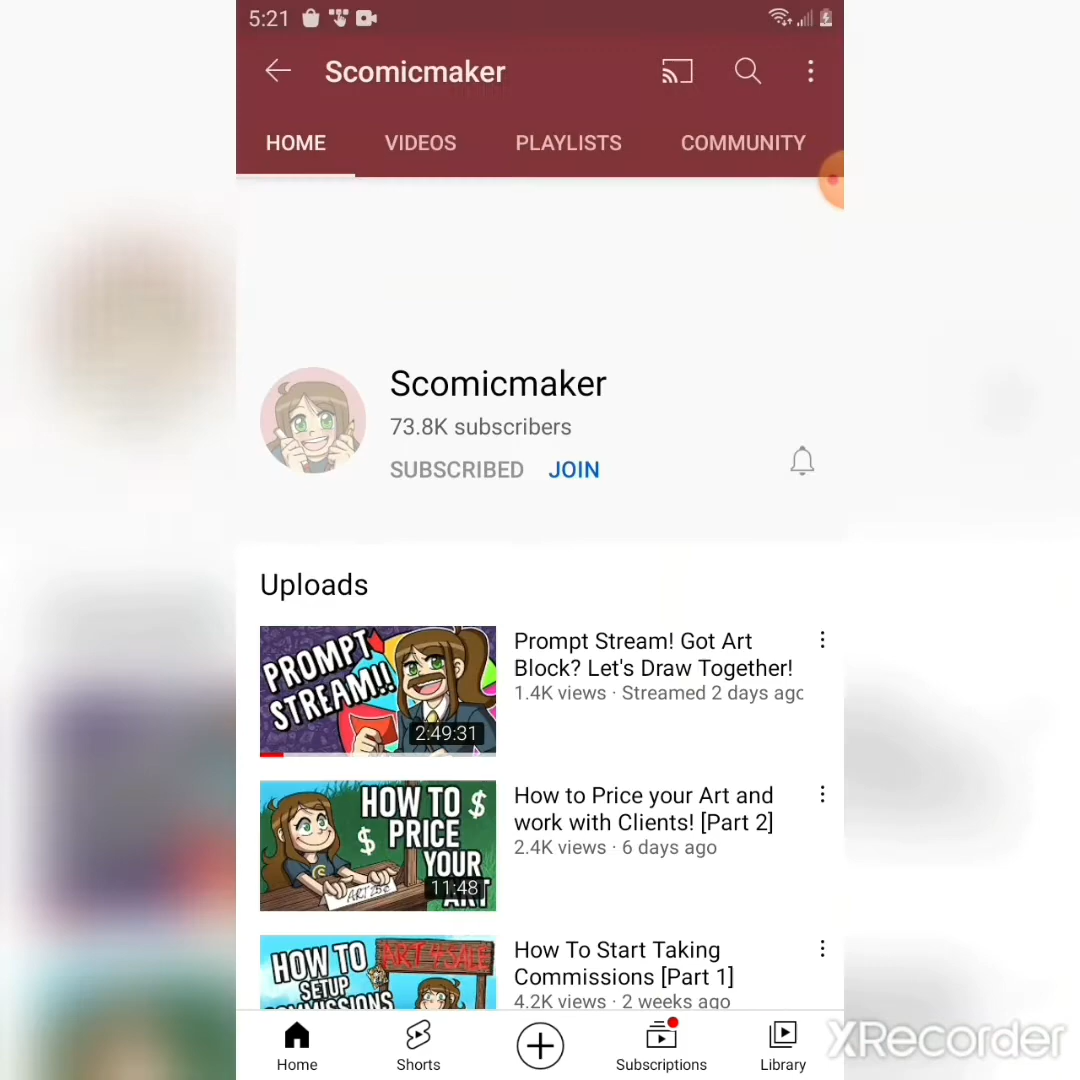 5:21
Scomicmaker
HOME VIDEOS PLAYLISTS COMMUNITY
Scomicmaker
73.8K subscribers
SUBSCRIBED JOIN
Uploads
PROMPT
STREAM!!
2:49:31
Prompt Stream! Got Art
Block? Let's Draw Together!
1.4K views · Streamed 2 days ago
HOW TO $
$ PRICE
YOUR
ART
ART 25¢
11:48
How to Price your Art and
work with Clients! [Part 2]
2.4K views · 6 days ago
HOW TO
SETUP
COMMISSIONS
ART 4 SALE
How To Start Taking
Commissions [Part 1]
4.2K views · 2 weeks ago
Home Shorts Subscriptions Library
XRecorder